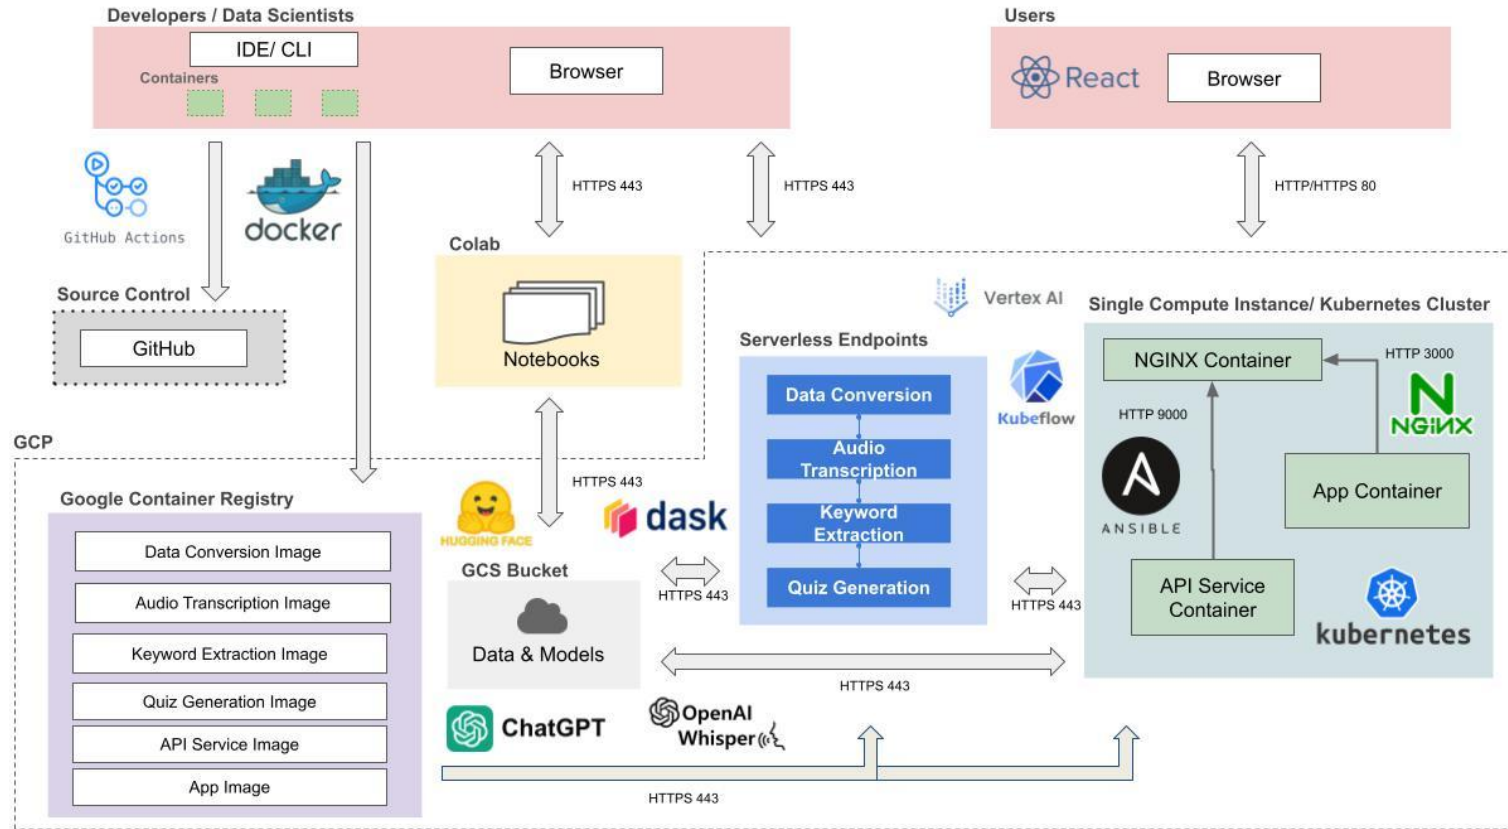 Developers / Data Scientists
Users
IDE/ CLI
Containers
Browser
React
Browser
GitHub Actions
docker
HTTPS 443
HTTPS 443
HTTP/HTTPS 80
Colab
Notebooks
Source Control
GitHub
Vertex AI
Single Compute Instance/ Kubernetes Cluster
Serverless Endpoints
NGINX Container
HTTP 3000
NGINX
Data Conversion
Kubeflow
HTTP 9000
Audio
Transcription
ANSIBLE
App Container
GCP
HTTPS 443
Google Container Registry
HUGGING FACE
dask
Keyword
Extraction
Data Conversion Image
GCS Bucket
HTTPS 443
Quiz Generation
HTTPS 443
API Service
Container
Audio Transcription Image
kubernetes
Keyword Extraction Image
Data & Models
HTTPS 443
Quiz Generation Image
ChatGPT
OpenAI
Whisper
API Service Image
App Image
HTTPS 443